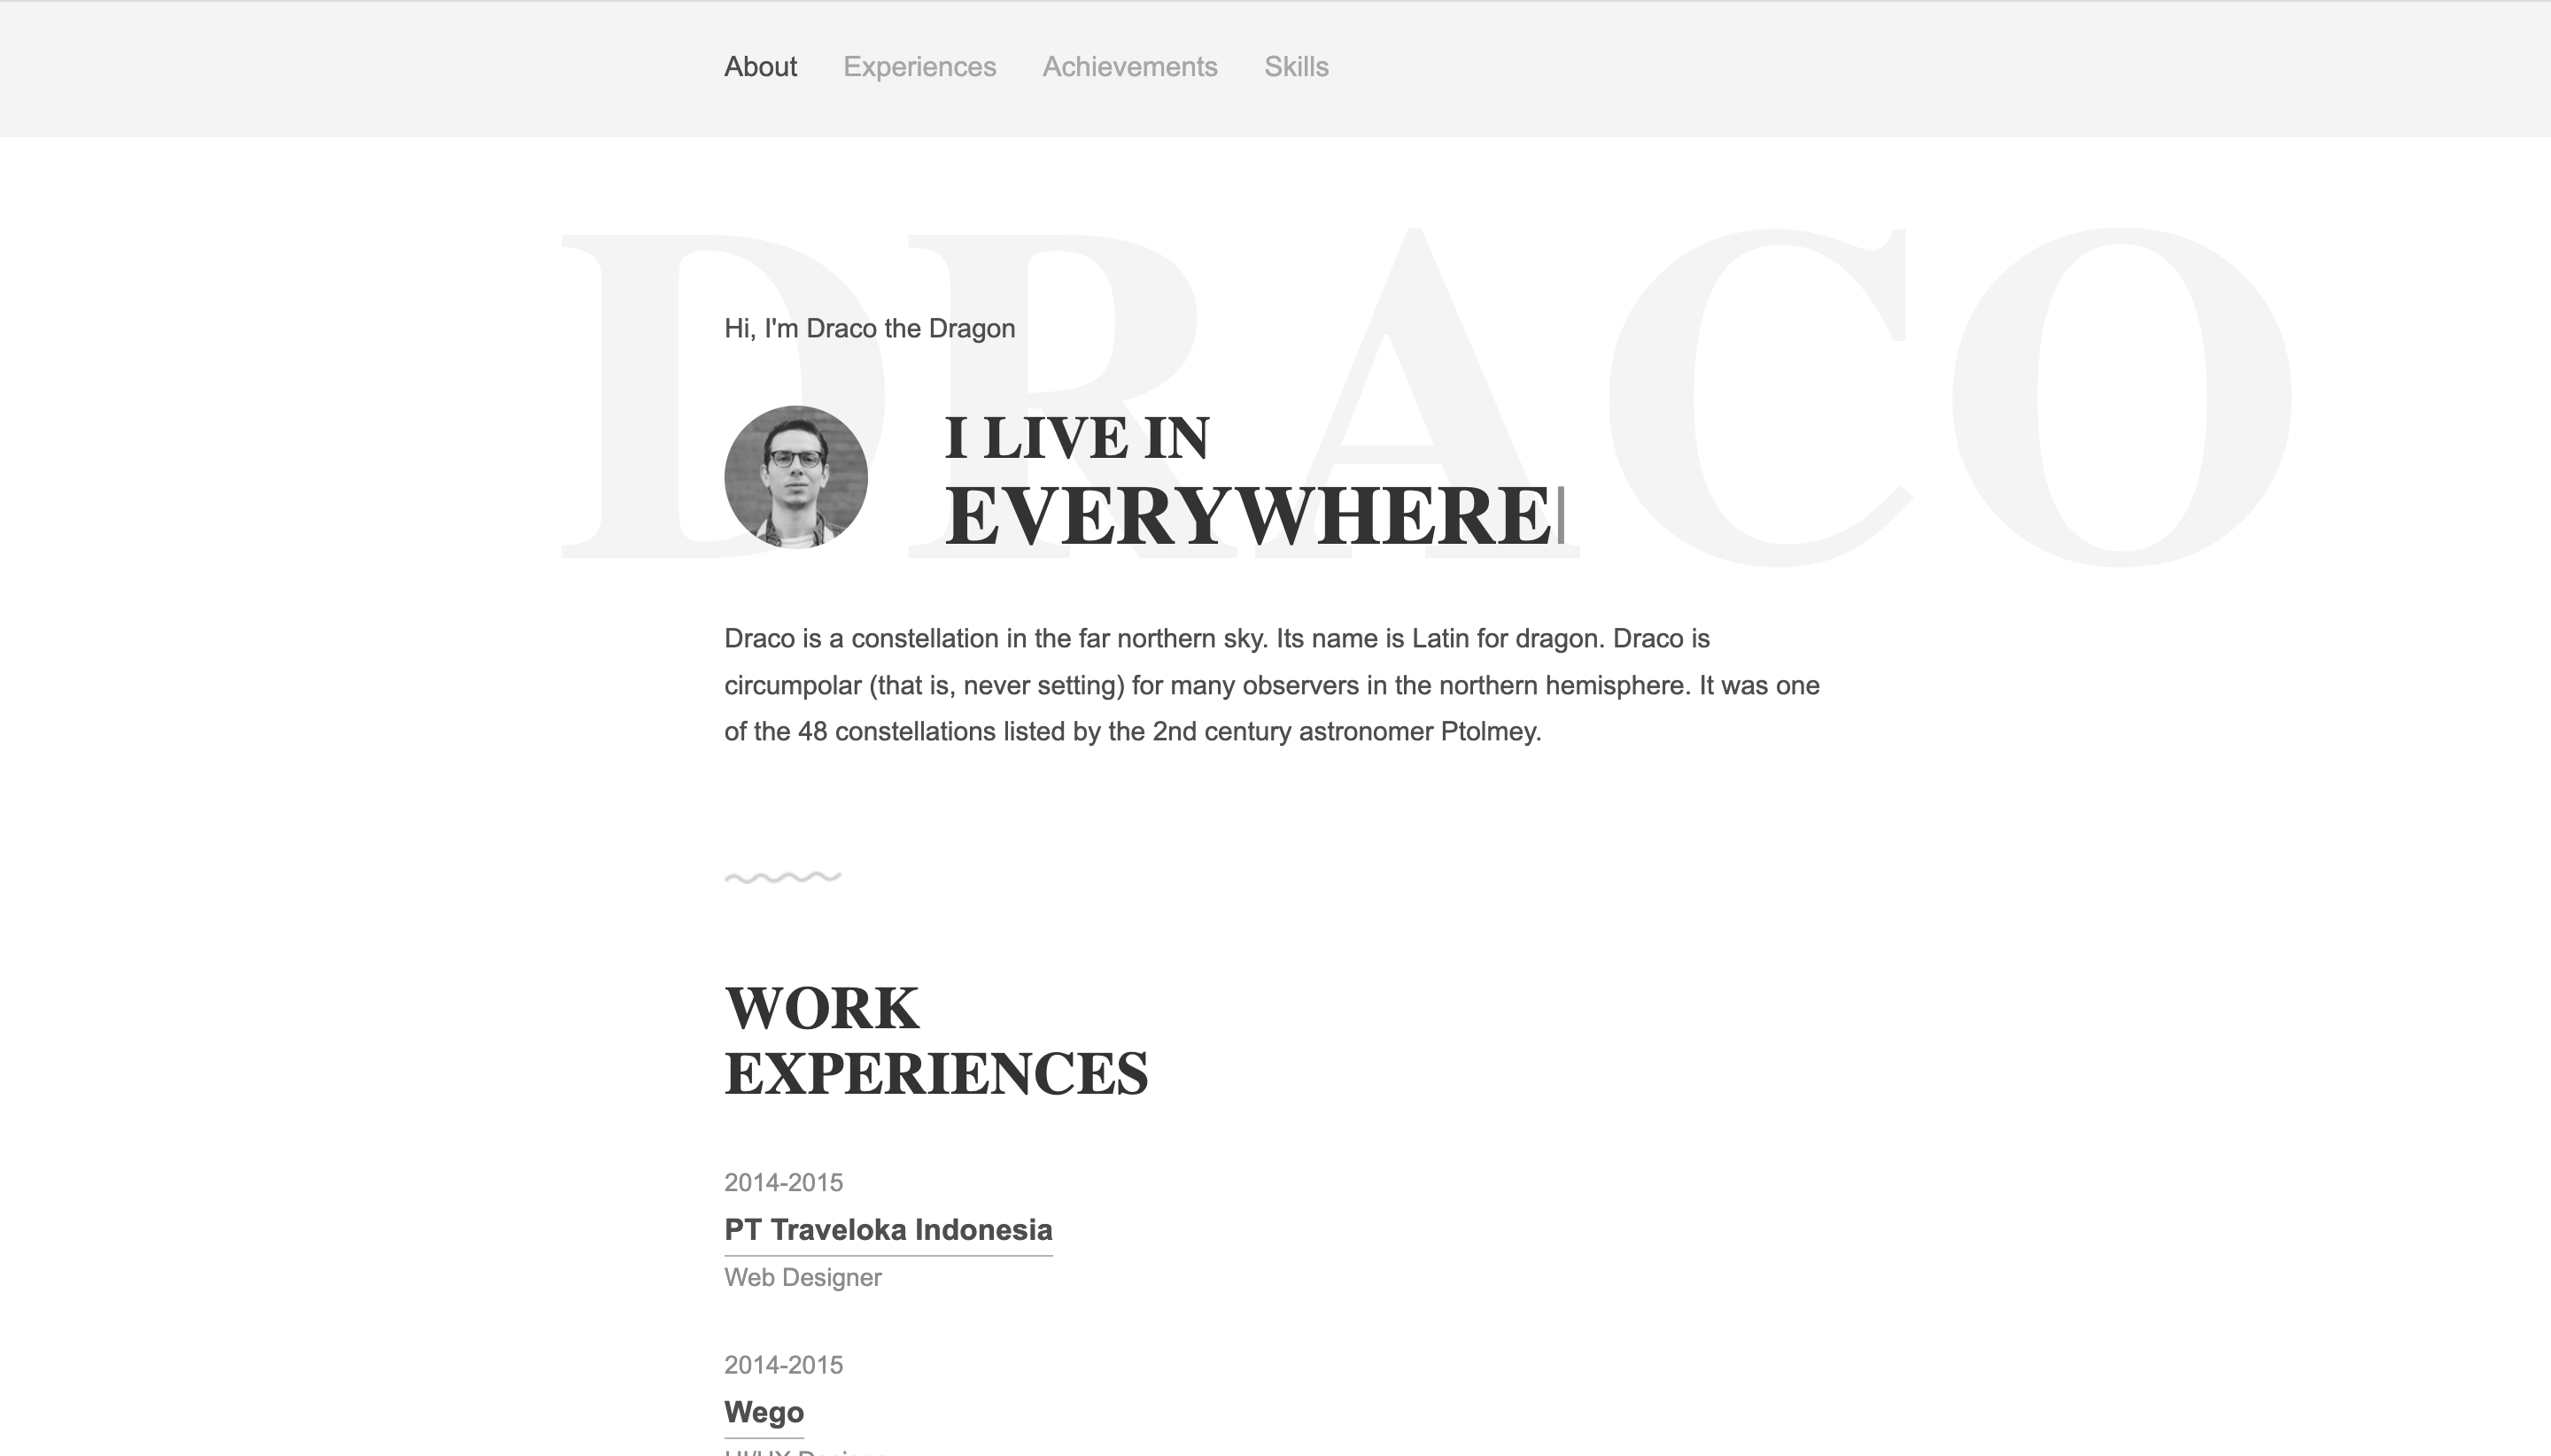 About Experiences Achievements Skills
DRACO
Hi, I'm Draco the Dragon
I LIVE IN
EVERYWHERE
Draco is a constellation in the far northern sky. Its name is Latin for dragon. Draco is
circumpolar (that is, never setting) for many observers in the northern hemisphere. It was one
of the 48 constellations listed by the 2nd century astronomer Ptolmey.
WORK
EXPERIENCES
2014-2015
PT Traveloka Indonesia
Web Designer
2014-2015
Wego
UI/UX Designer